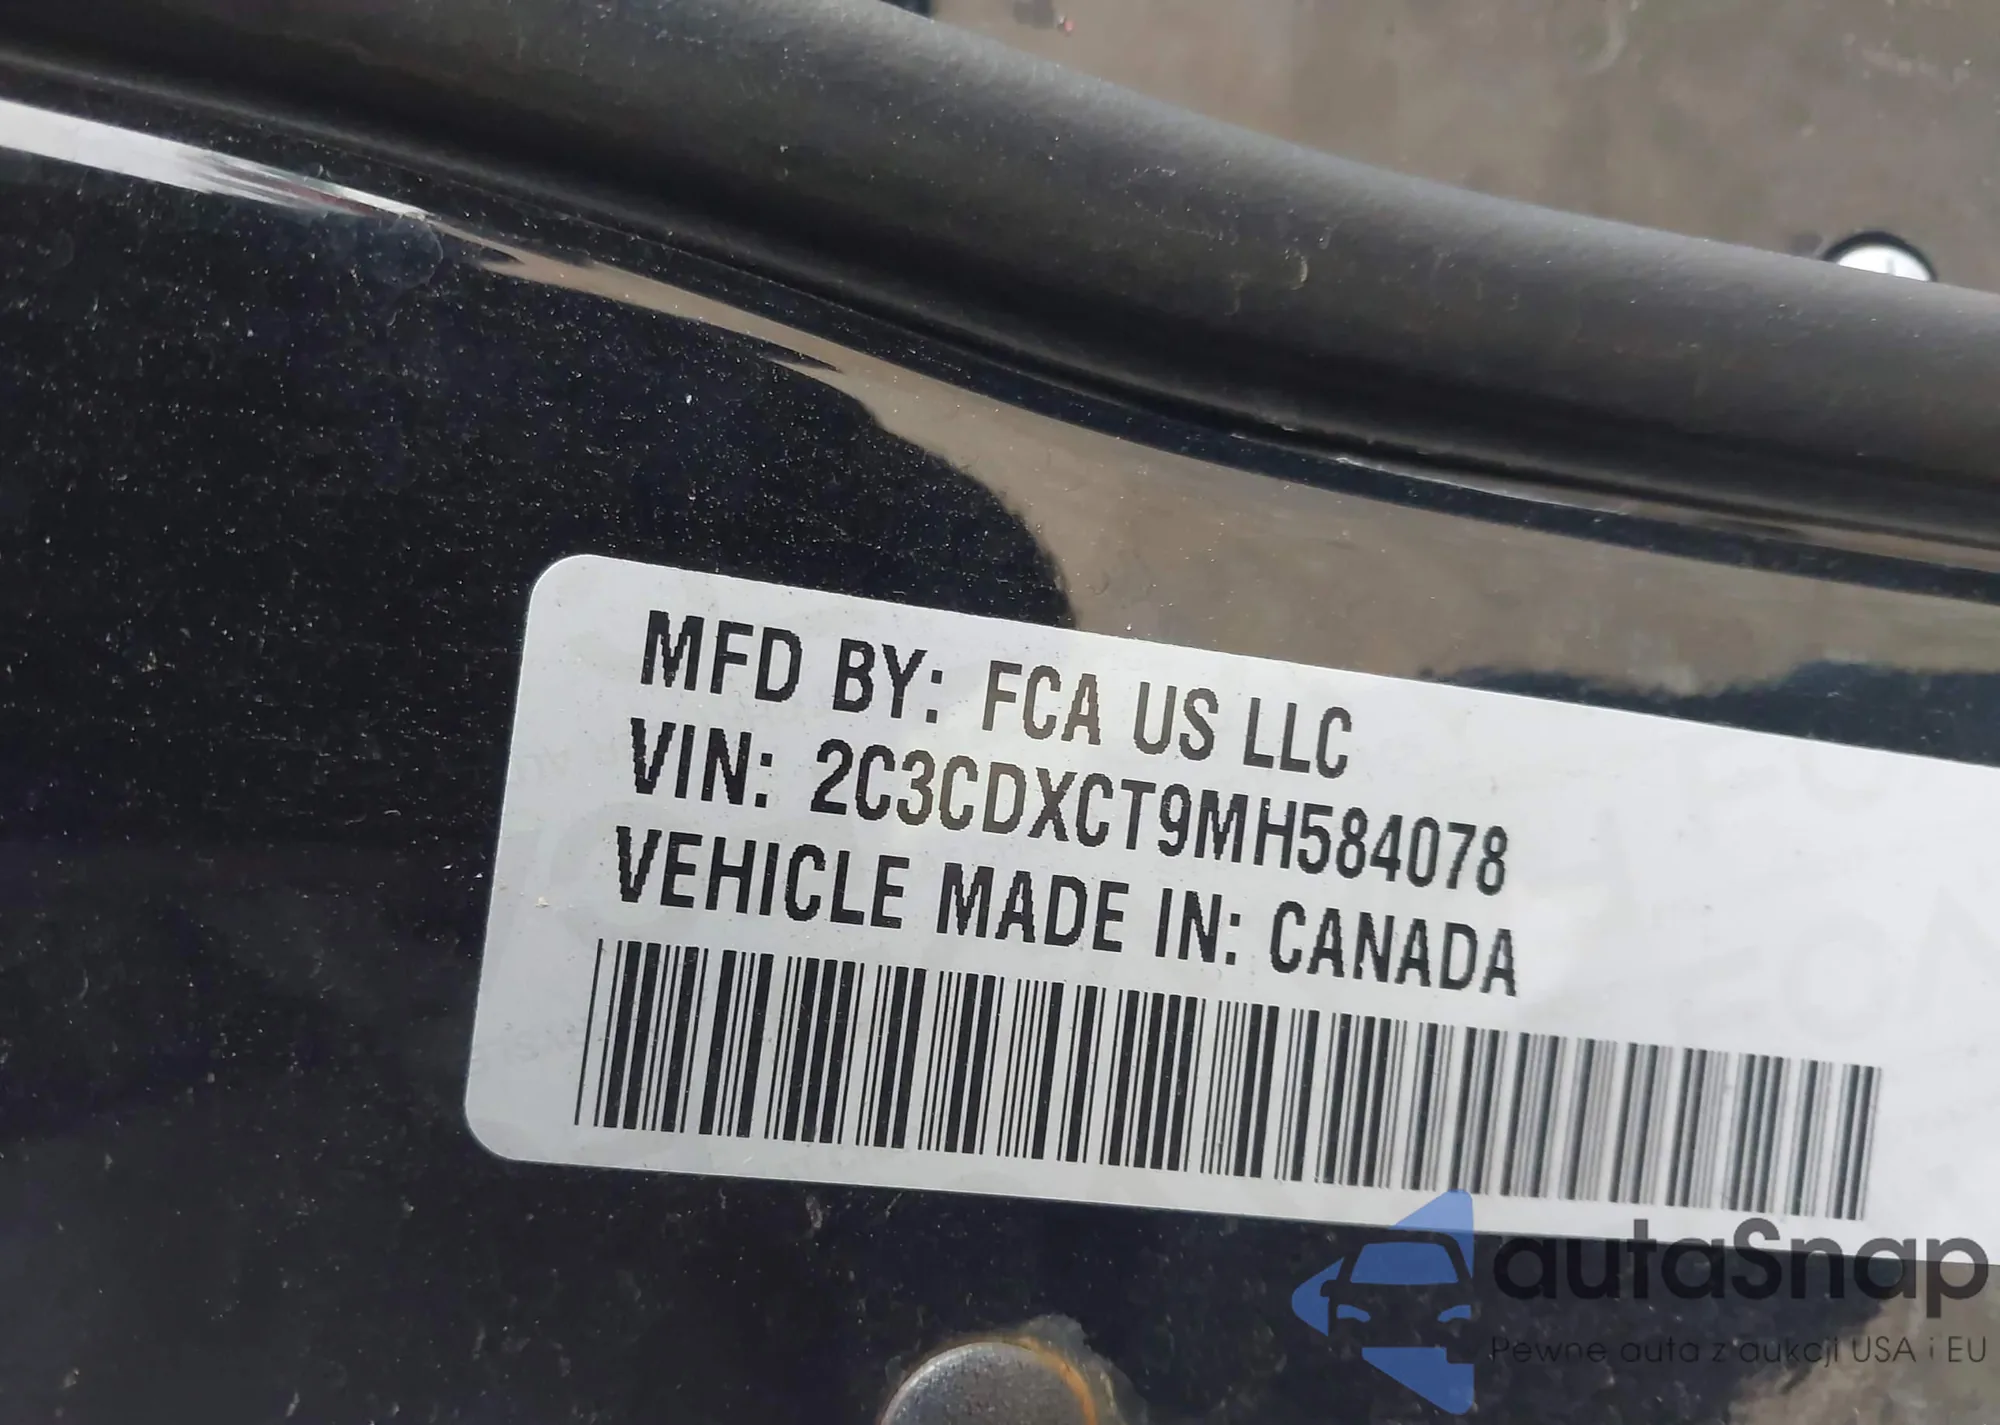 MFD BY: FCA US LLC
VIN: 2C3CDXCT9MH584078
VEHICLE MADE IN: CANADA
autaSnap
Pewne auta z aukcji USA i EU